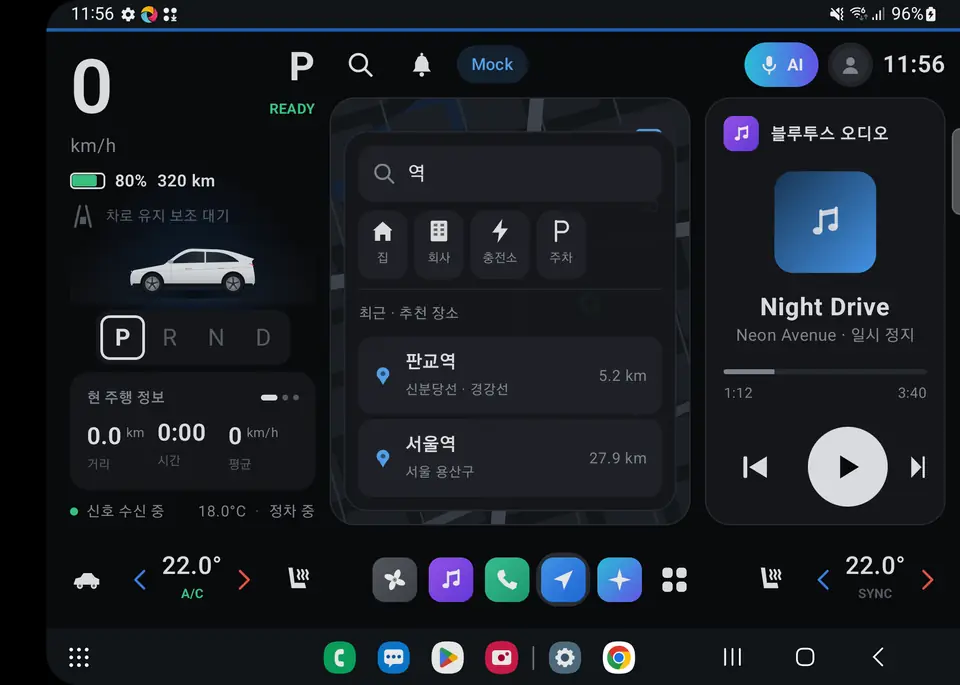 11:56
96%
0
P
READY
km/h
80% 320 km
차로 유지 보조 대기
P R N D
현 주행 정보
0.0 km 0:00 0 km/h
거리 시간 평균
신호 수신 중 18.0°C · 정차 중
Mock
AI
11:56
역
집 회사 충전소 P 주차
최근 · 추천 장소
판교역
신분당선 · 경강선
5.2 km
서울역
서울 용산구
27.9 km
블루투스 오디오
Night Drive
Neon Avenue · 일시 정지
1:12 3:40
22.0°
A/C
22.0°
SYNC